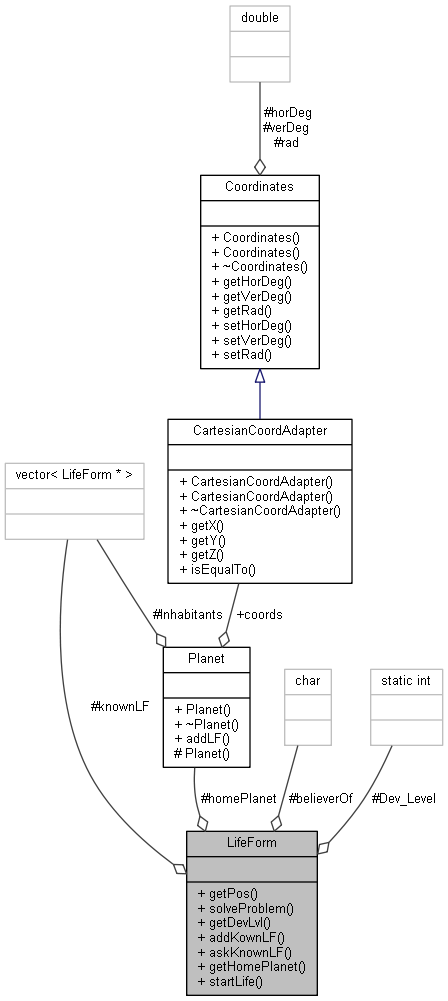 double
#horDeg
#verDeg
#rad
Coordinates
+ Coordinates()
+ Coordinates()
+ ~Coordinates()
+ getHorDeg()
+ getVerDeg()
+ getRad()
+ setHorDeg()
+ setVerDeg()
+ setRad()
CartesianCoordAdapter
+ CartesianCoordAdapter()
+ CartesianCoordAdapter()
+ ~CartesianCoordAdapter()
+ getX()
+ getY()
+ getZ()
+ isEqualTo()
vector< LifeForm * >
#Inhabitants
+coords
Planet
+ Planet()
+ ~Planet()
+ addLF()
# Planet()
char
static int
#knownLF
#homePlanet
#believerOf
#Dev_Level
LifeForm
+ getPos()
+ solveProblem()
+ getDevLvl()
+ addKownLF()
+ askKnownLF()
+ getHomePlanet()
+ startLife()